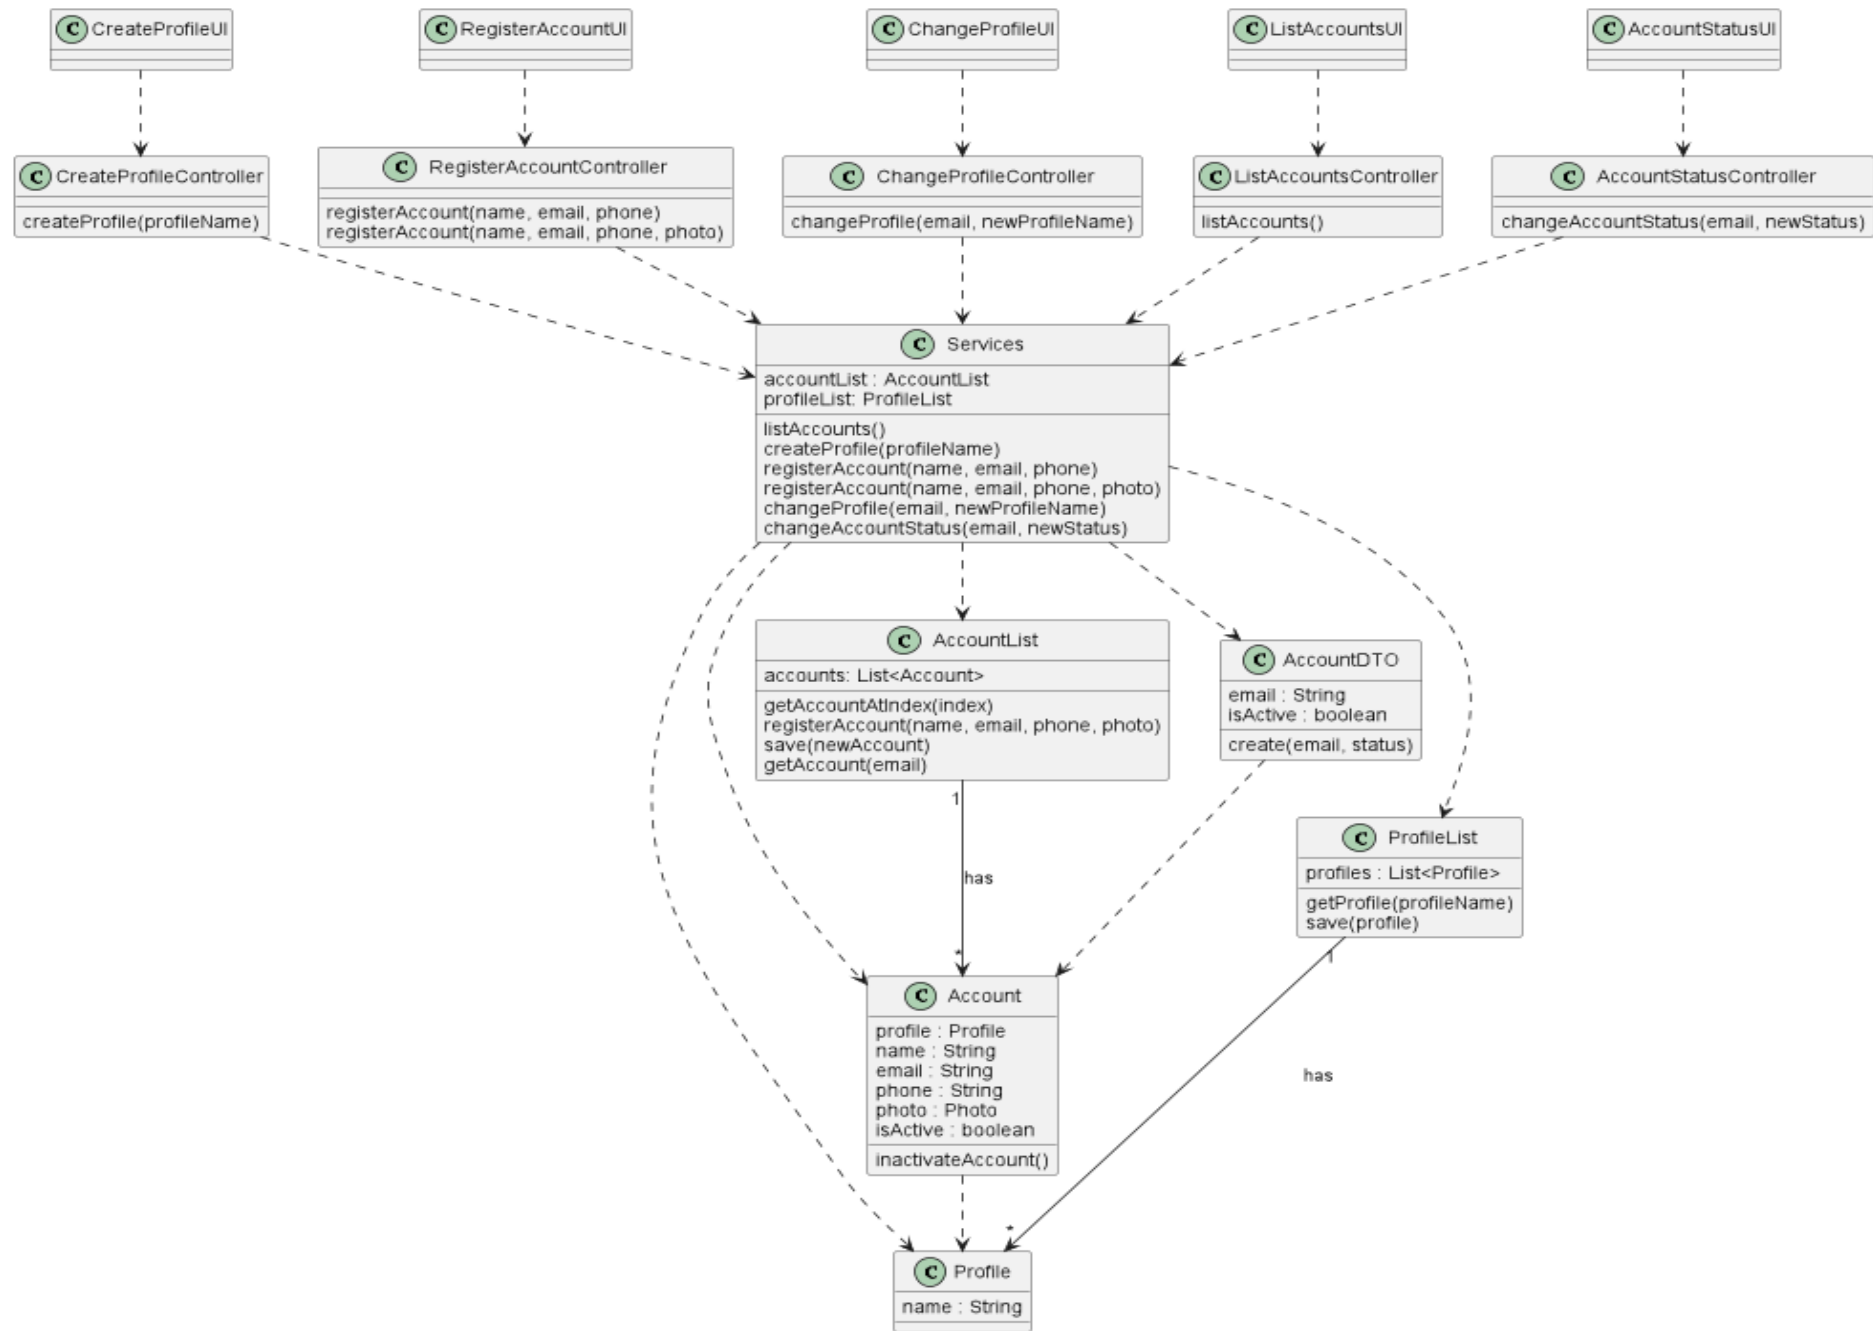 C CreateProfileUI
C RegisterAccountUI
C ChangeProfileUI
C ListAccountsUI
C AccountStatusUI
C CreateProfileController
createProfile(profileName)
C RegisterAccountController
registerAccount(name, email, phone)
registerAccount(name, email, phone, photo)
C ChangeProfileController
changeProfile(email, newProfileName)
C ListAccountsController
listAccounts()
C AccountStatusController
changeAccountStatus(email, newStatus)
C Services
accountList : AccountList
profileList: ProfileList
listAccounts()
createProfile(profileName)
registerAccount(name, email, phone)
registerAccount(name, email, phone, photo)
changeProfile(email, newProfileName)
changeAccountStatus(email, newStatus)
C AccountList
accounts: List<Account>
getAccountAtIndex(index)
registerAccount(name, email, phone, photo)
save(newAccount)
getAccount(email)
C AccountDTO
email : String
isActive : boolean
create(email, status)
1
has
*
C ProfileList
profiles : List<Profile>
getProfile(profileName)
save(profile)
1
has
*
C Account
profile : Profile
name : String
email : String
phone : String
photo : Photo
isActive : boolean
inactivateAccount()
C Profile
name : String